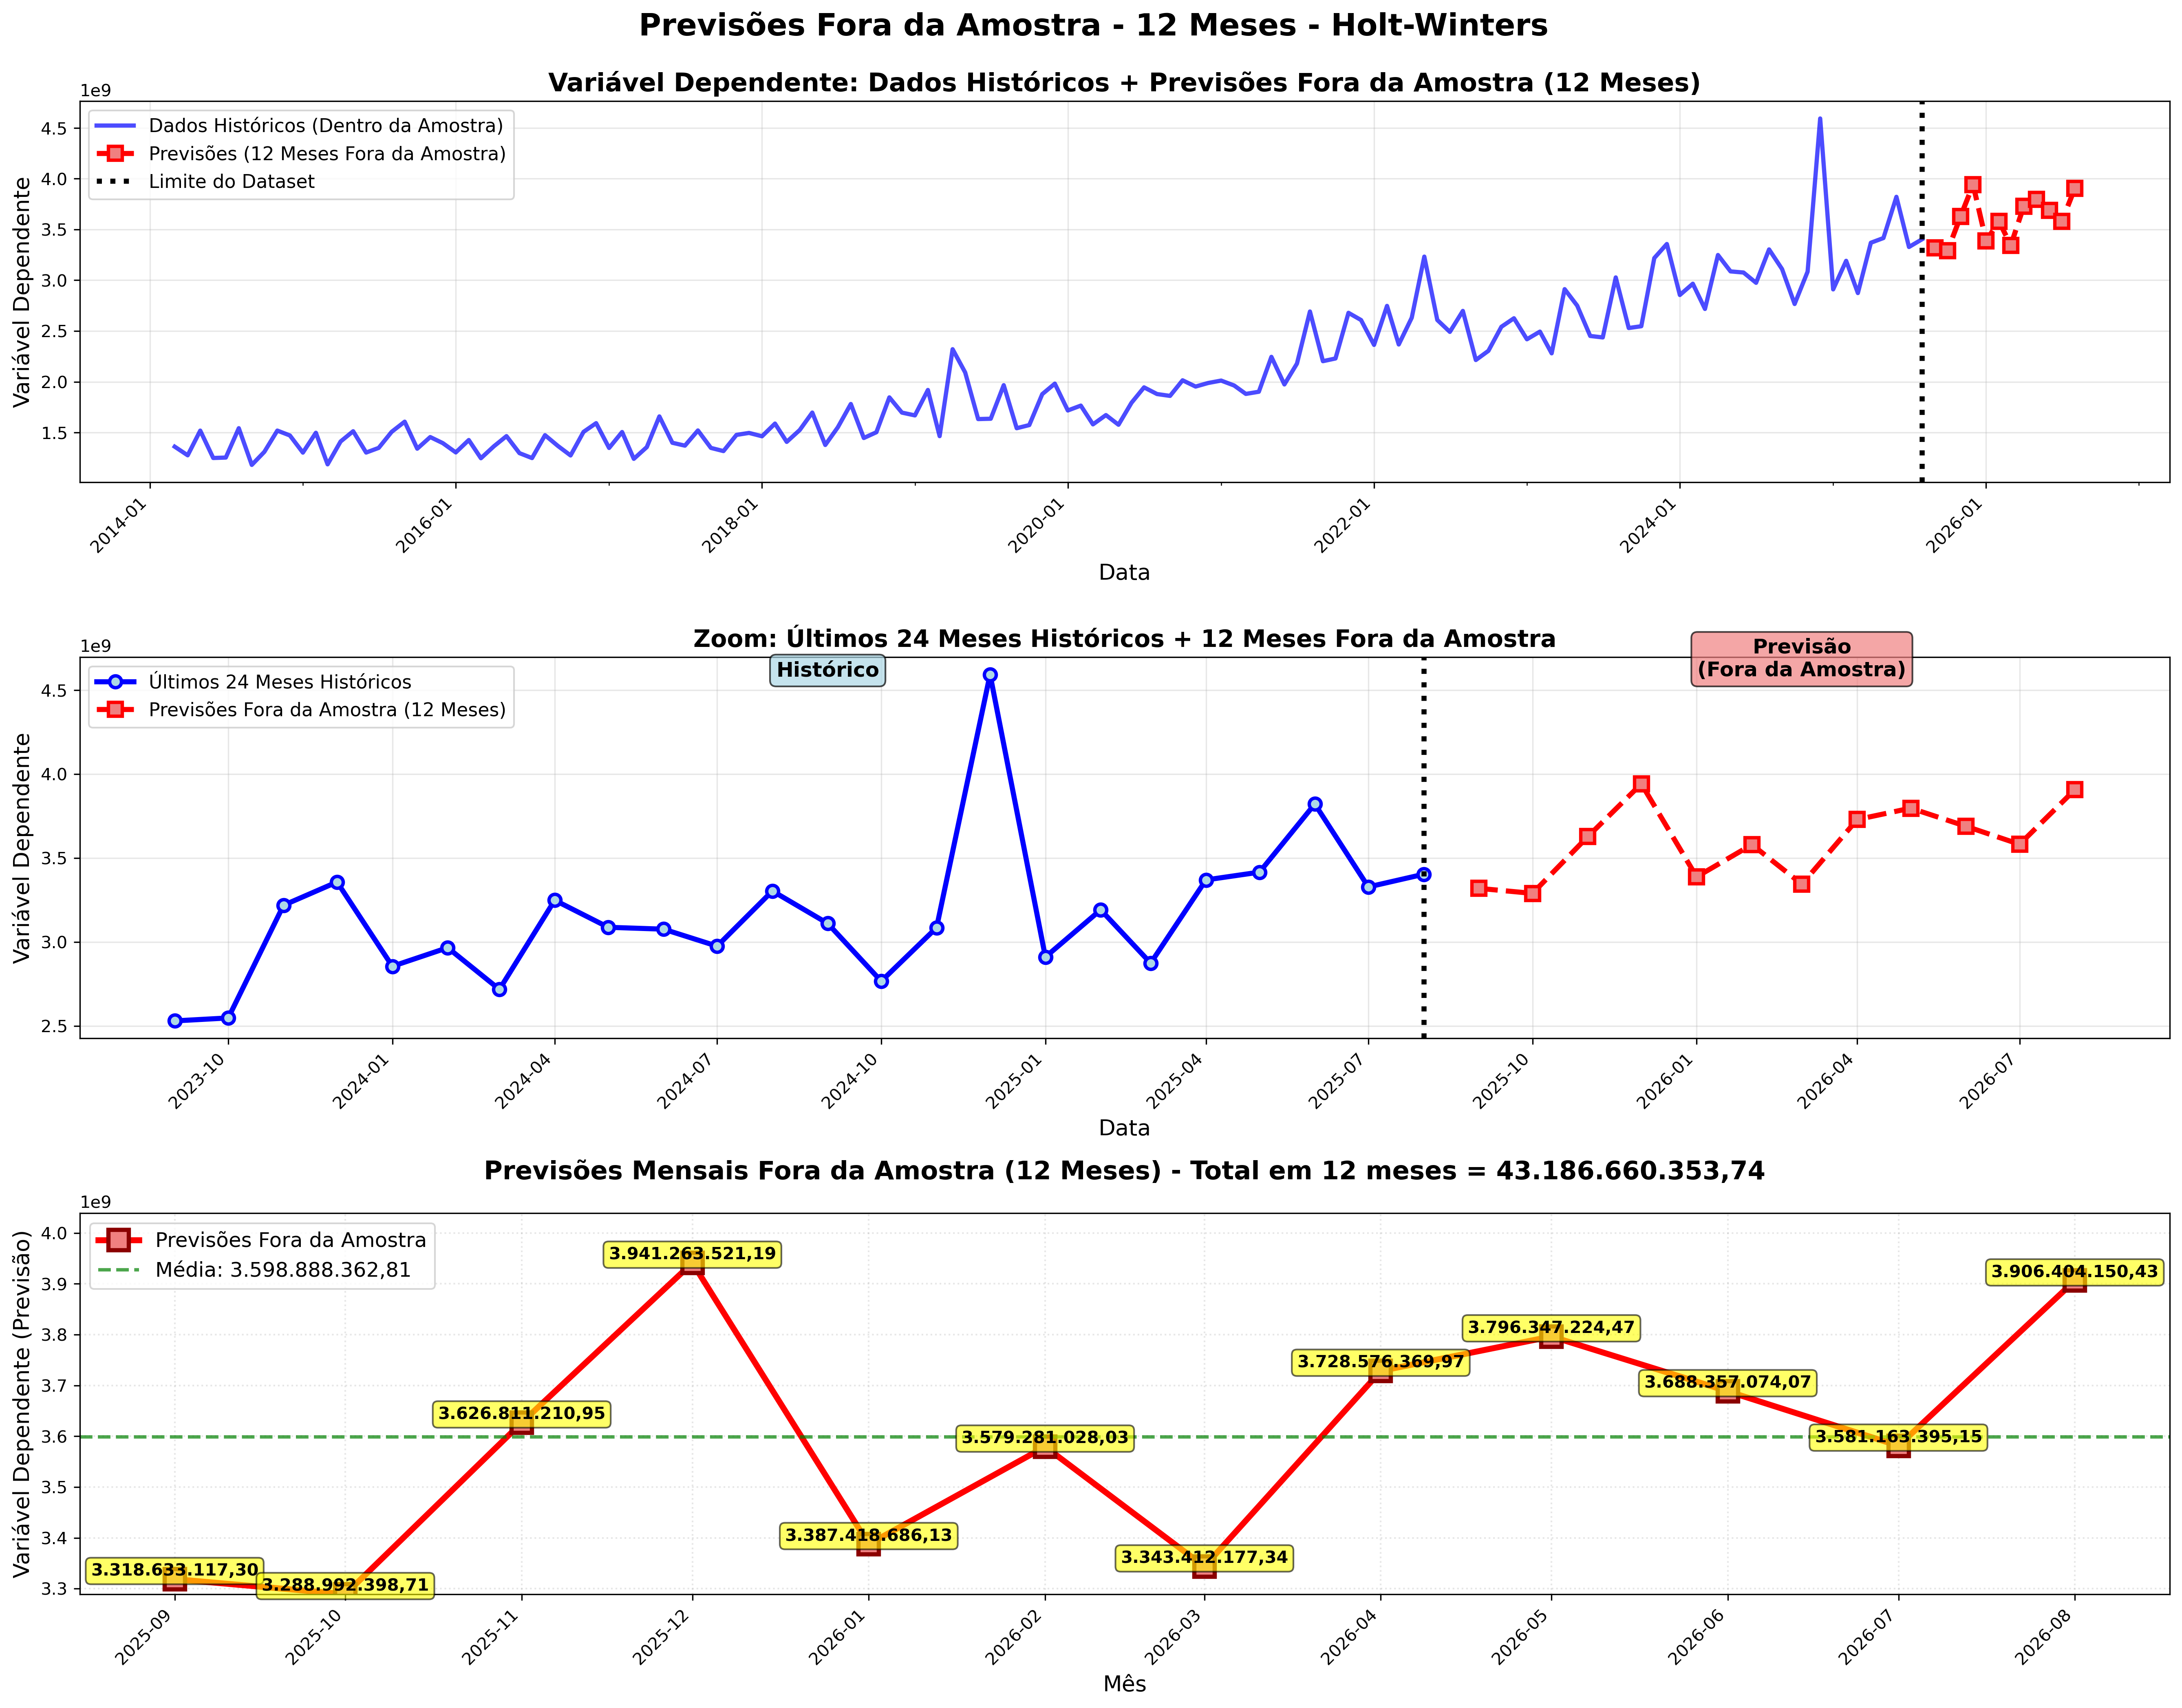 Previsões Fora da Amostra - 12 Meses - Holt-Winters
Variável Dependente: Dados Históricos + Previsões Fora da Amostra (12 Meses)
1e9
Dados Históricos (Dentro da Amostra)
Previsões (12 Meses Fora da Amostra)
Limite do Dataset
Variável Dependente
4.5
4.0
3.5
3.0
2.5
2.0
1.5
2014-01
2016-01
2018-01
2020-01
2022-01
2024-01
2026-01
Data
Zoom: Últimos 24 Meses Históricos + 12 Meses Fora da Amostra
1e9
Histórico
Previsão
(Fora da Amostra)
Últimos 24 Meses Históricos
Previsões Fora da Amostra (12 Meses)
Variável Dependente
4.5
4.0
3.5
3.0
2.5
2023-10
2024-01
2024-04
2024-07
2024-10
2025-01
2025-04
2025-07
2025-10
2026-01
2026-04
2026-07
Data
Previsões Mensais Fora da Amostra (12 Meses) - Total em 12 meses = 43.186.660.353,74
1e9
Previsões Fora da Amostra
Média: 3.598.888.362,81
Variável Dependente (Previsão)
4.0
3.9
3.8
3.7
3.6
3.5
3.4
3.3
3.318.633.117,30
3.288.992.398,71
3.626.811.210,95
3.941.263.521,19
3.387.418.686,13
3.579.281.028,03
3.343.412.177,34
3.728.576.369,97
3.796.347.224,47
3.688.357.074,07
3.581.163.395,15
3.906.404.150,43
2025-09
2025-10
2025-11
2025-12
2026-01
2026-02
2026-03
2026-04
2026-05
2026-06
2026-07
2026-08
Mês